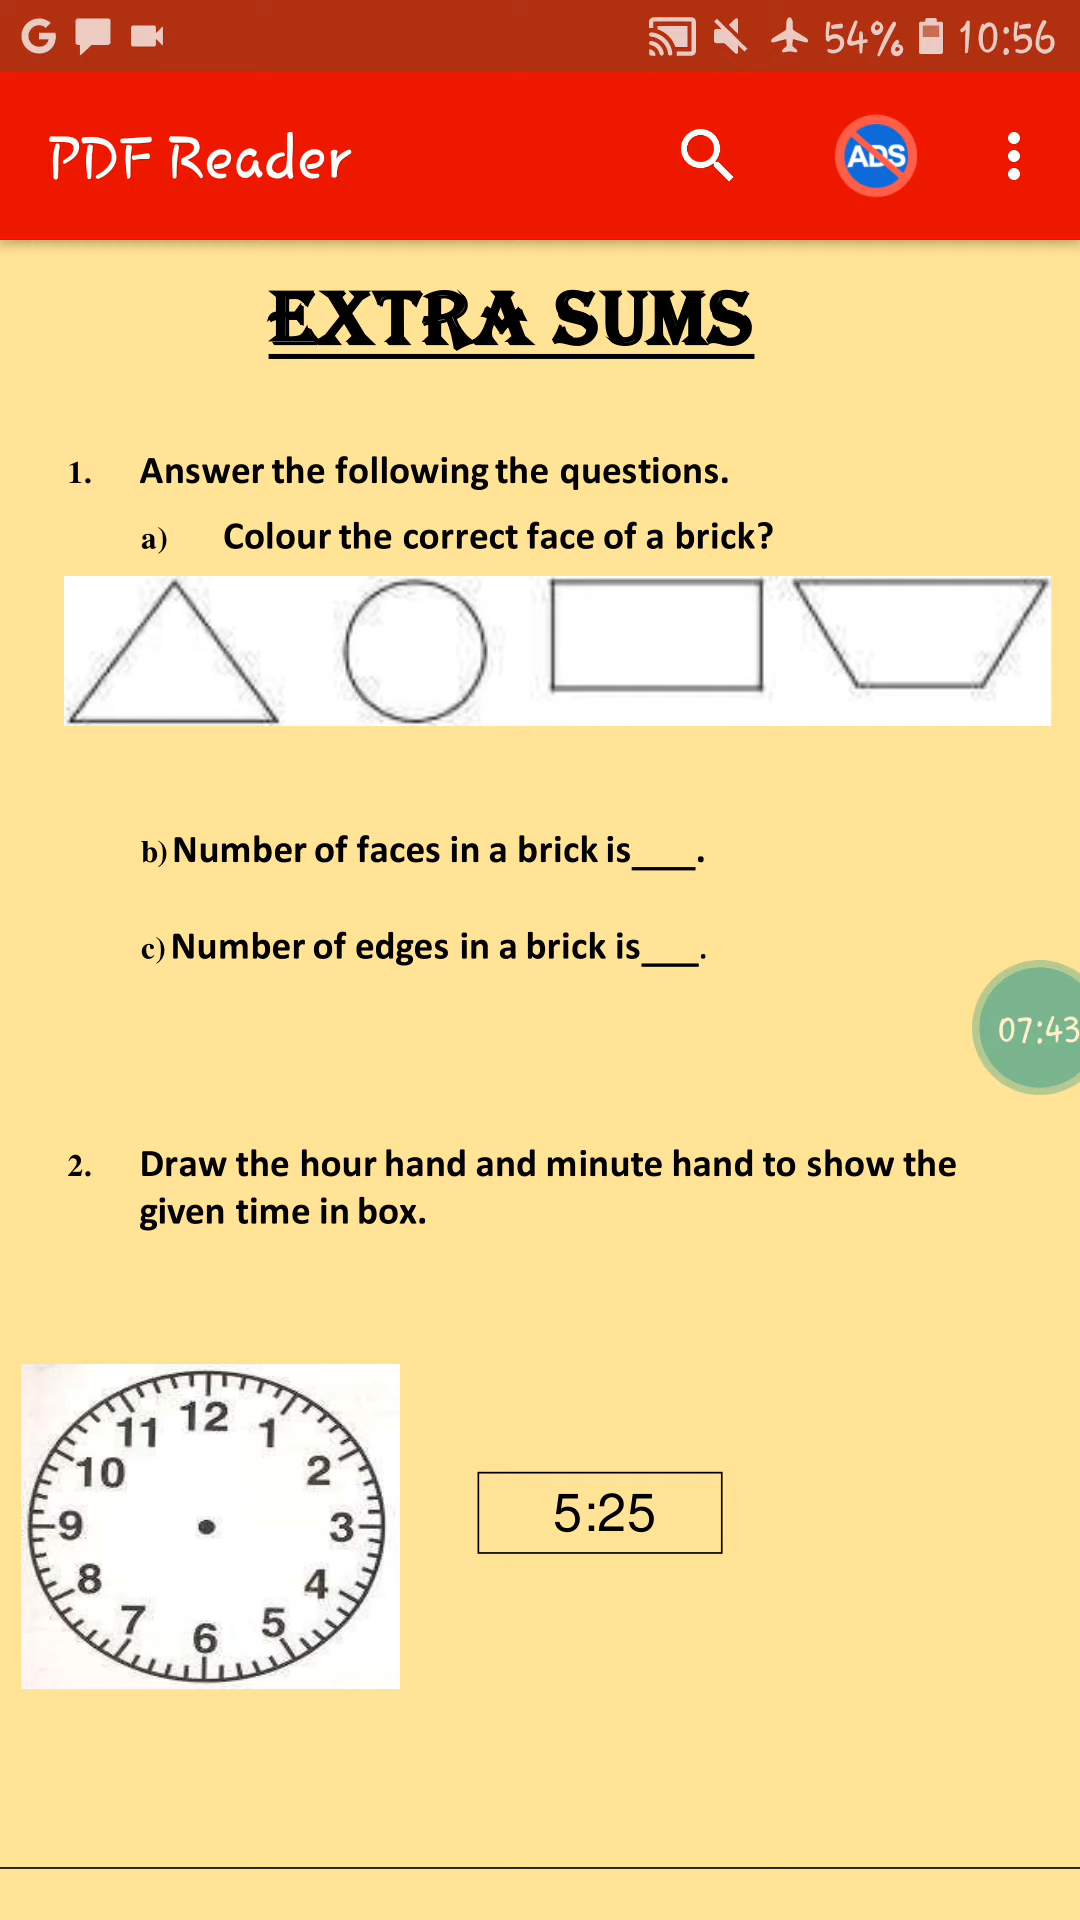 G 54% 10:56
PDF Reader ADS
EXTRA SUMS
1. Answer the following the questions.
a) Colour the correct face of a brick?
b) Number of faces in a brick is____.
c) Number of edges in a brick is___.
07:43
2. Draw the hour hand and minute hand to show the
given time in box.
12
11 1
10 2
9 3
8 4
7 5
6
5:25